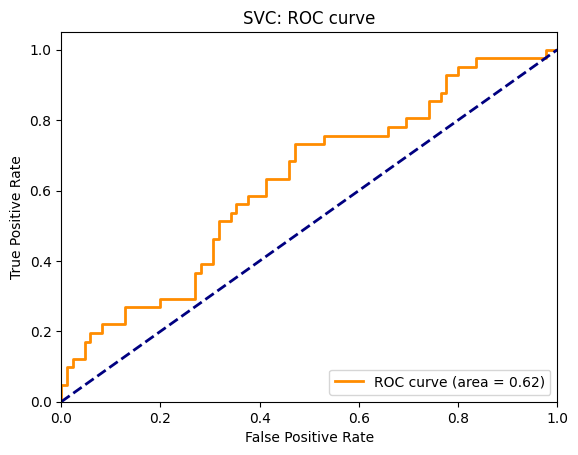 SVC: ROC curve
True Positive Rate
1.0
0.8
0.6
0.4
0.2
0.0
0.0 0.2 0.4 0.6 0.8 1.0
False Positive Rate
ROC curve (area = 0.62)